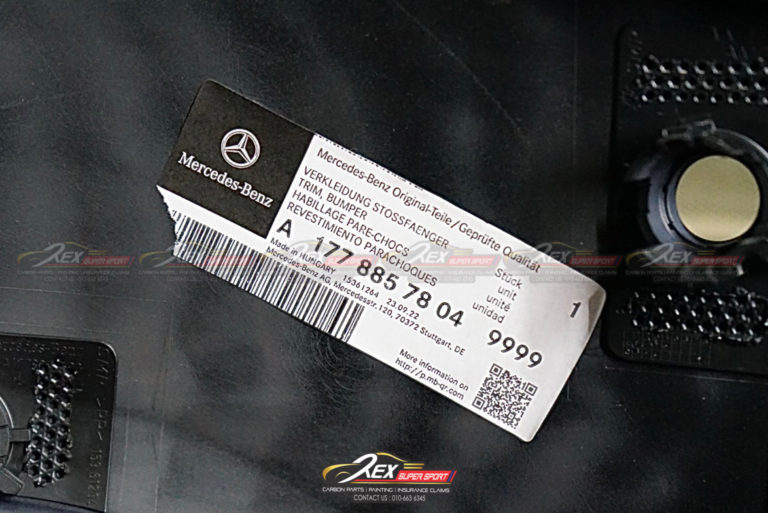 Mercedes-Benz
Mercedes-Benz Original-Teile/Geprüfte Qualität
VERKLEIDUNG STOSSFAENGER
TRIM, BUMPER
HABILLAGE PARE-CHOCS
REVESTIMENTO PARACHOQUES
Stück
unit
unité
unidad
1
A 177 885 78 04 9999
Made in HUNGARY 15361264 23.09.22
Mercedes-Benz AG, Mercedesstr.120, 70372 Stuttgart, DE
More information on
http://p.mb-qr.com
REX
SUPER SPORT
CARBON PARTS | PAINTING | INSURANCE CLAIMS
CONTACT US : 010-663 6345